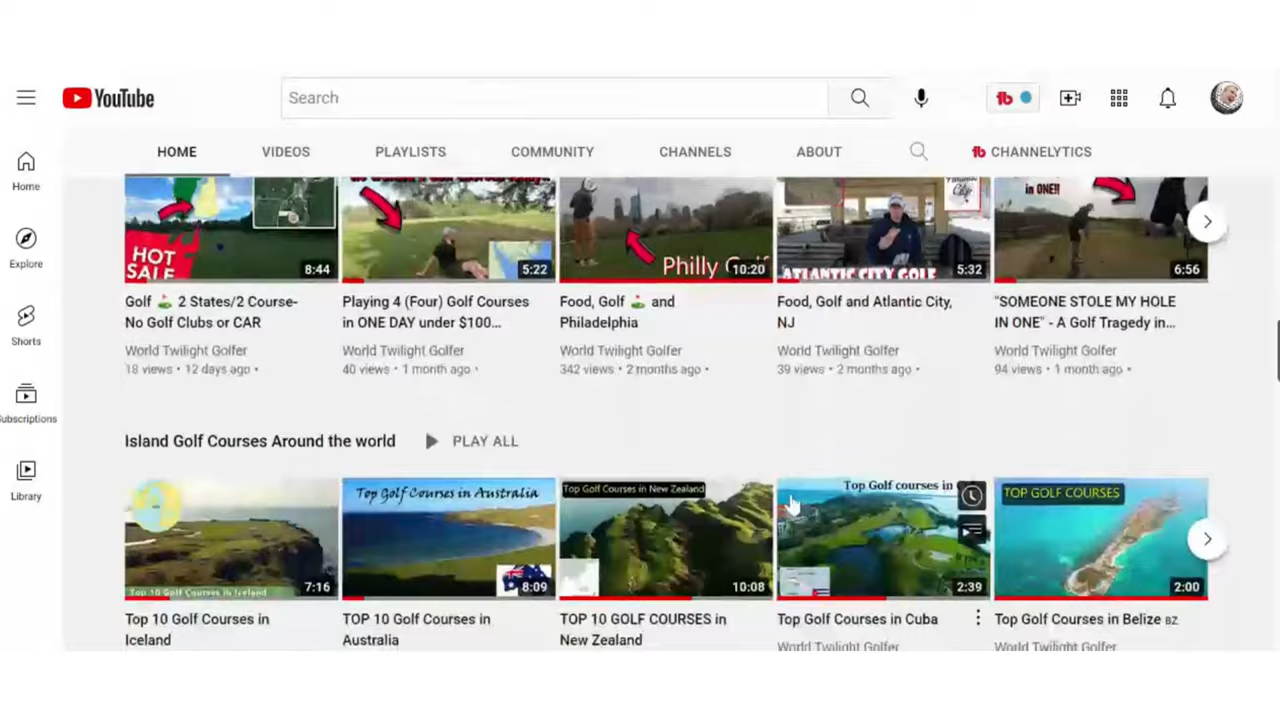 YouTube
Search
HOME
VIDEOS
PLAYLISTS
COMMUNITY
CHANNELS
ABOUT
CHANNELYTICS
Home
Explore
Shorts
Subscriptions
Library
HOT
SALE
8:44
5:22
Philly Golf
10:20
City
ATLANTIC CITY GOLF
5:32
in ONE!!
6:56
Golf ⛳ 2 States/2 Course-
No Golf Clubs or CAR
World Twilight Golfer
18 views • 12 days ago •
Playing 4 (Four) Golf Courses
in ONE DAY under $100...
World Twilight Golfer
40 views • 1 month ago •
Food, Golf ⛳ and
Philadelphia
World Twilight Golfer
342 views • 2 months ago •
Food, Golf and Atlantic City,
NJ
World Twilight Golfer
39 views • 2 months ago •
"SOMEONE STOLE MY HOLE
IN ONE" - A Golf Tragedy in...
World Twilight Golfer
94 views • 1 month ago •
Island Golf Courses Around the world
PLAY ALL
Top 10 Golf Courses in Iceland
7:16
Top Golf Courses in Australia
8:09
Top Golf Courses in New Zealand
10:08
Top Golf courses in
2:39
TOP GOLF COURSES
2:00
Top 10 Golf Courses in
Iceland
TOP 10 Golf Courses in
Australia
TOP 10 GOLF COURSES in
New Zealand
Top Golf Courses in Cuba
World Twilight Golfer
Top Golf Courses in Belize BZ
World Twilight Golfer